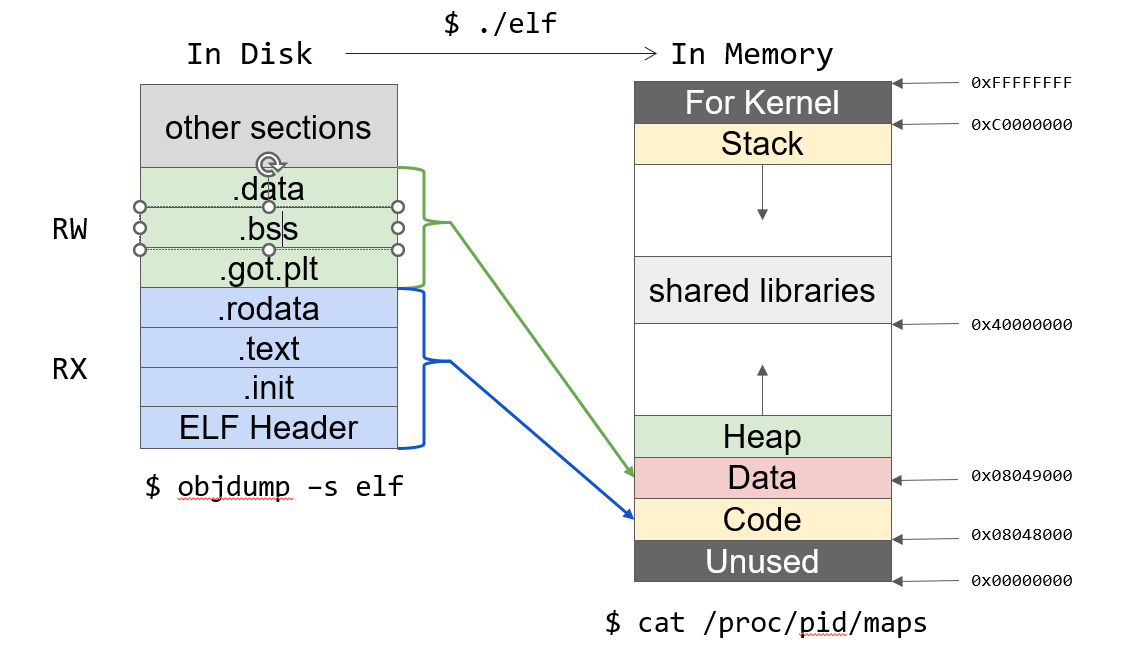 $ ./elf
In Disk
In Memory
other sections
.data
.bss
.got.plt
.rodata
.text
.init
ELF Header
RW
RX
$ objdump –s elf
For Kernel
Stack
shared libraries
Heap
Data
Code
Unused
0xFFFFFFFF
0xC0000000
0x40000000
0x08049000
0x08048000
0x00000000
$ cat /proc/pid/maps